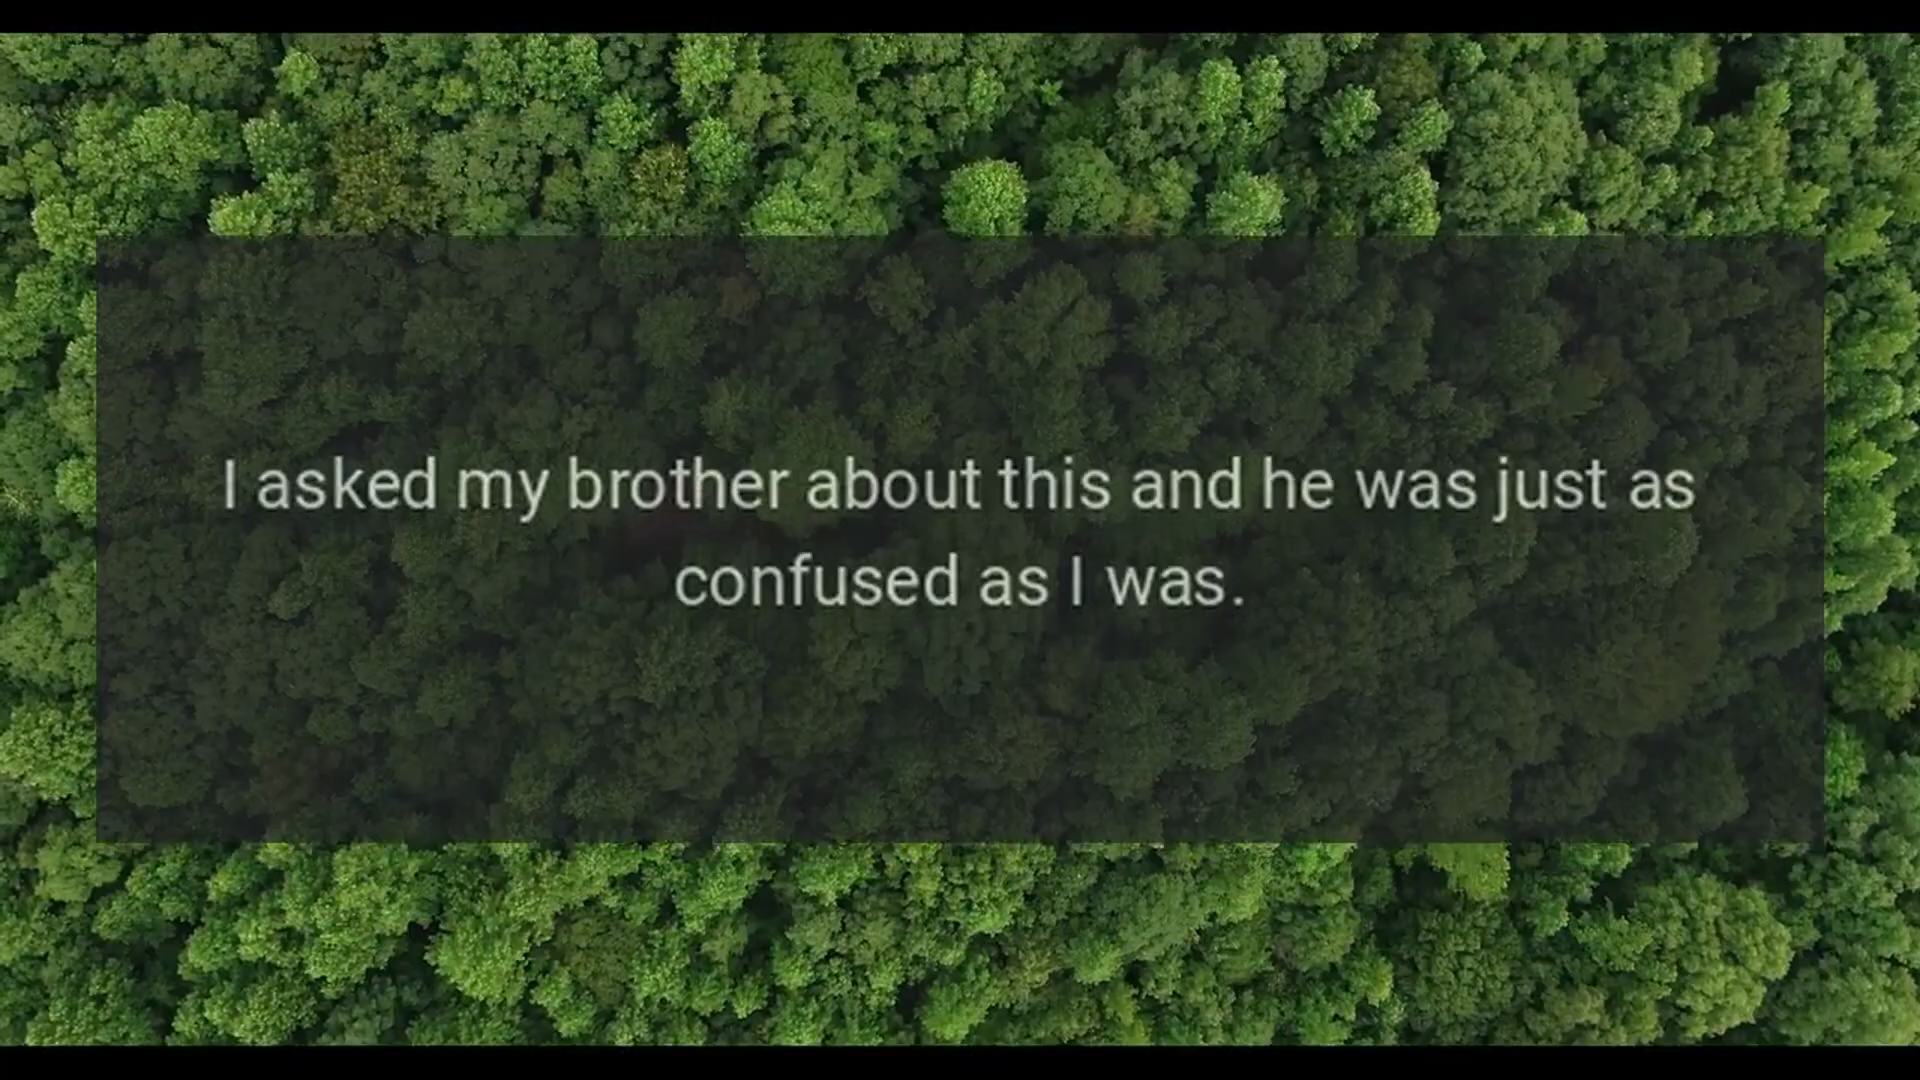 I asked my brother about this and he was just as
confused as I was.